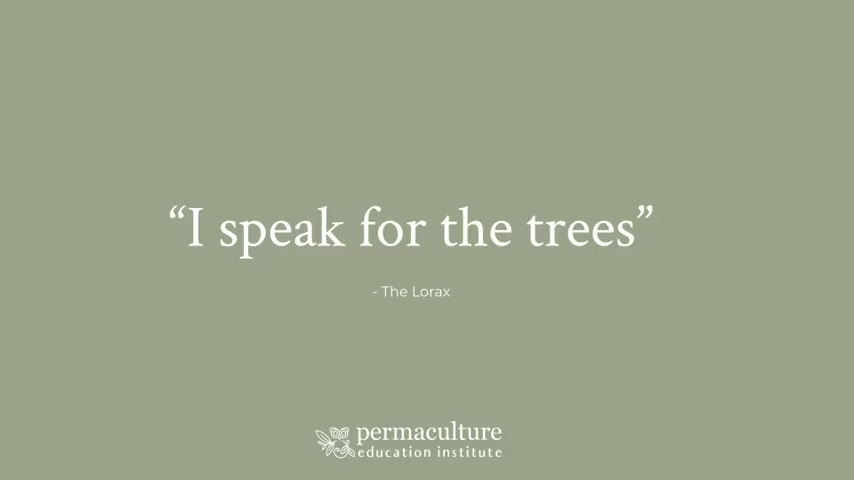 “I speak for the trees”
- The Lorax
permaculture
education institute